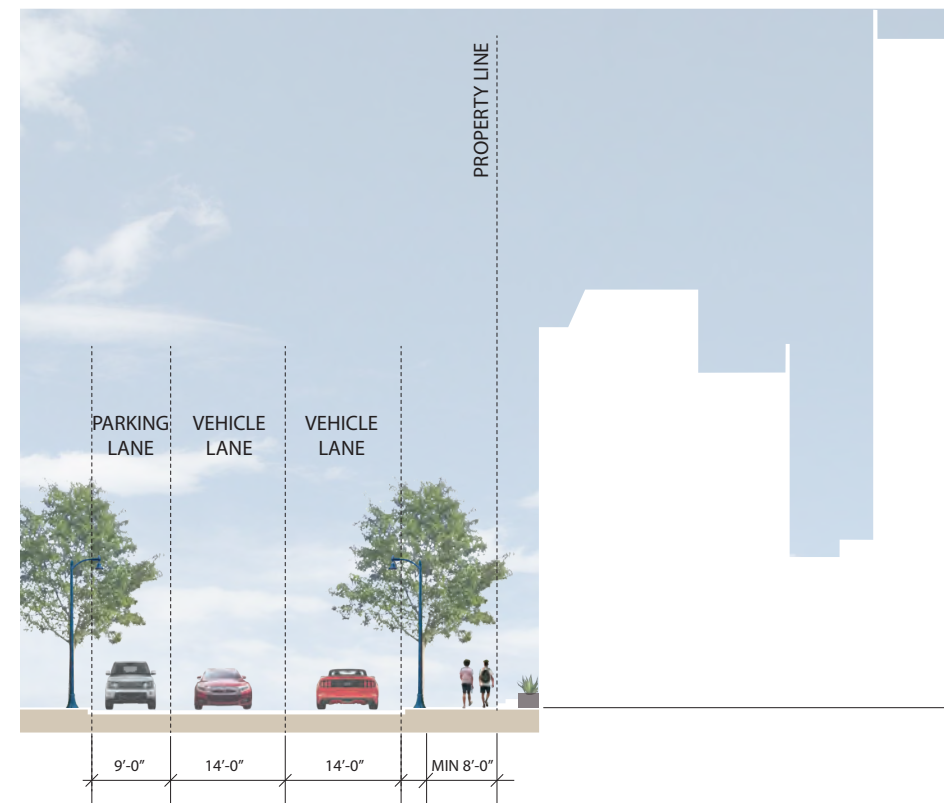 PROPERTY LINE
PARKING
LANE
VEHICLE
LANE
VEHICLE
LANE
9'-0"
14'-0"
14'-0"
MIN 8'-0"